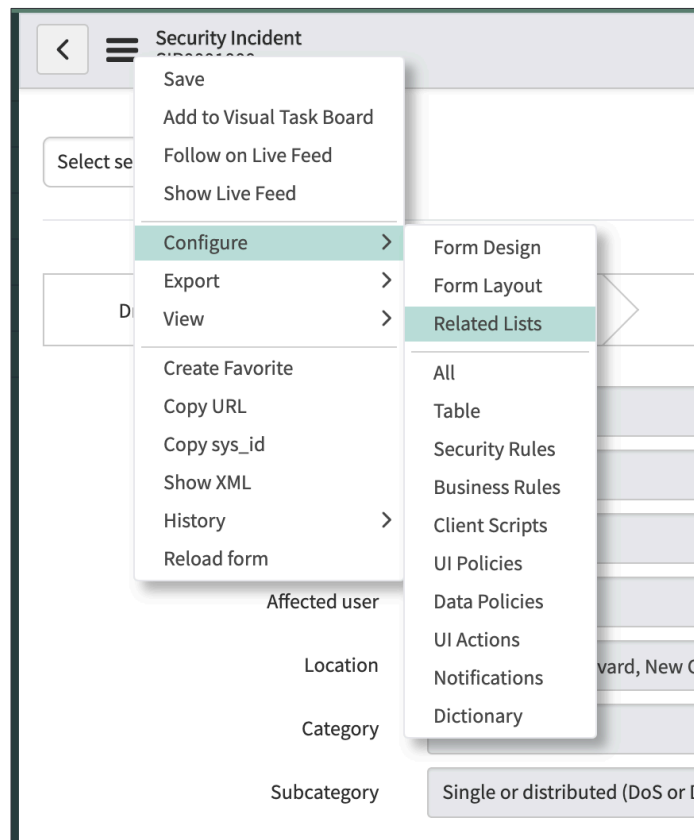 Security Incident
Save
Add to Visual Task Board
Select se
Follow on Live Feed
Show Live Feed
Configure
Export
View
Create Favorite
Copy URL
Copy sys_id
Show XML
History
Reload form
Form Design
Form Layout
Related Lists
All
Table
Security Rules
Business Rules
Client Scripts
UI Policies
Data Policies
UI Actions
Notifications
Dictionary
Affected user
Location
vard, New
Category
Subcategory
Single or distributed (DoS or